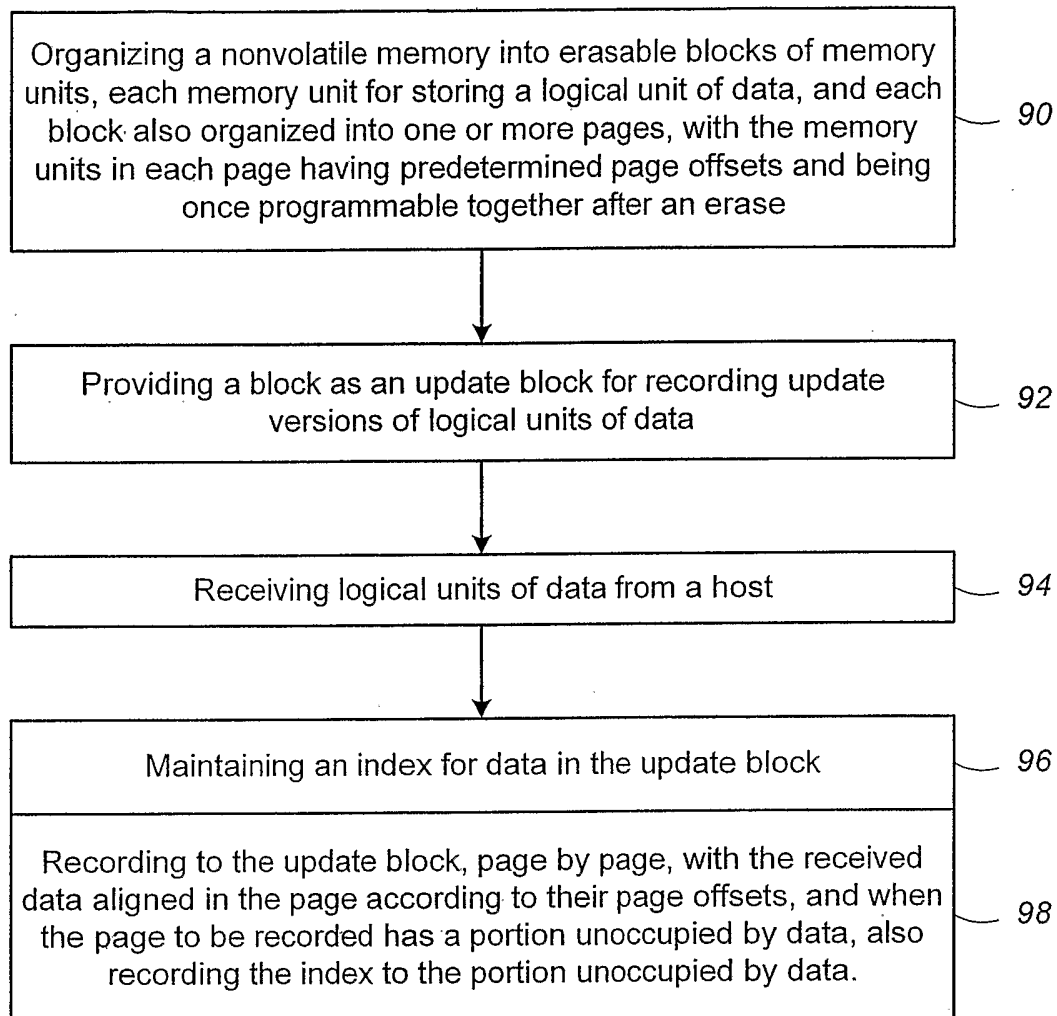 Organizing a nonvolatile memory into erasable blocks of memory
units, each memory unit for storing a logical unit of data, and each
block also organized into one or more pages, with the memory
units in each page having predetermined page offsets and being
once programmable together after an erase
90
Providing a block as an update block for recording update
versions of logical units of data
92
Receiving logical units of data from a host
94
Maintaining an index for data in the update block
96
Recording to the update block, page by page, with the received
data aligned in the page according to their page offsets, and when
the page to be recorded has a portion unoccupied by data, also
recording the index to the portion unoccupied by data.
98